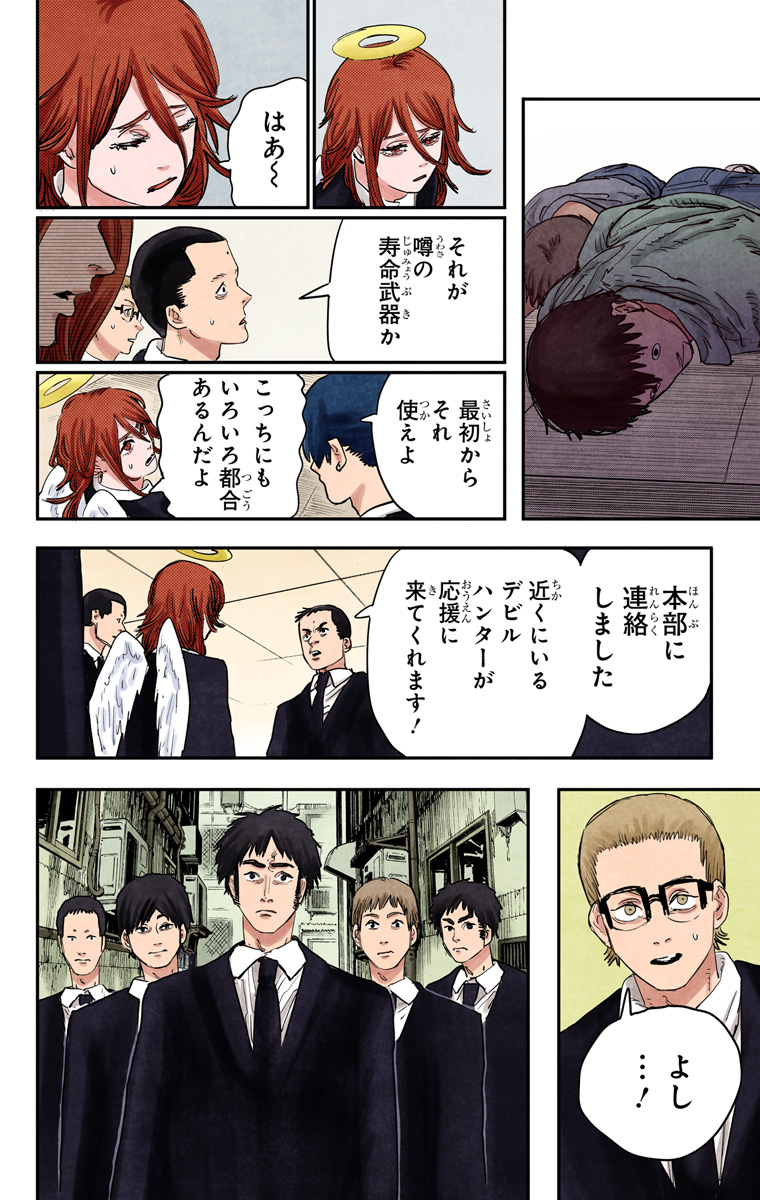 はあ〜
それが
噂の
寿命武器か
最初から
それ
使えよ
こっちにも
いろいろ都合
あるんだよ
本部に
連絡
しました
近くにいる
デビル
ハンターが
応援に
来てくれます！
よし
…！